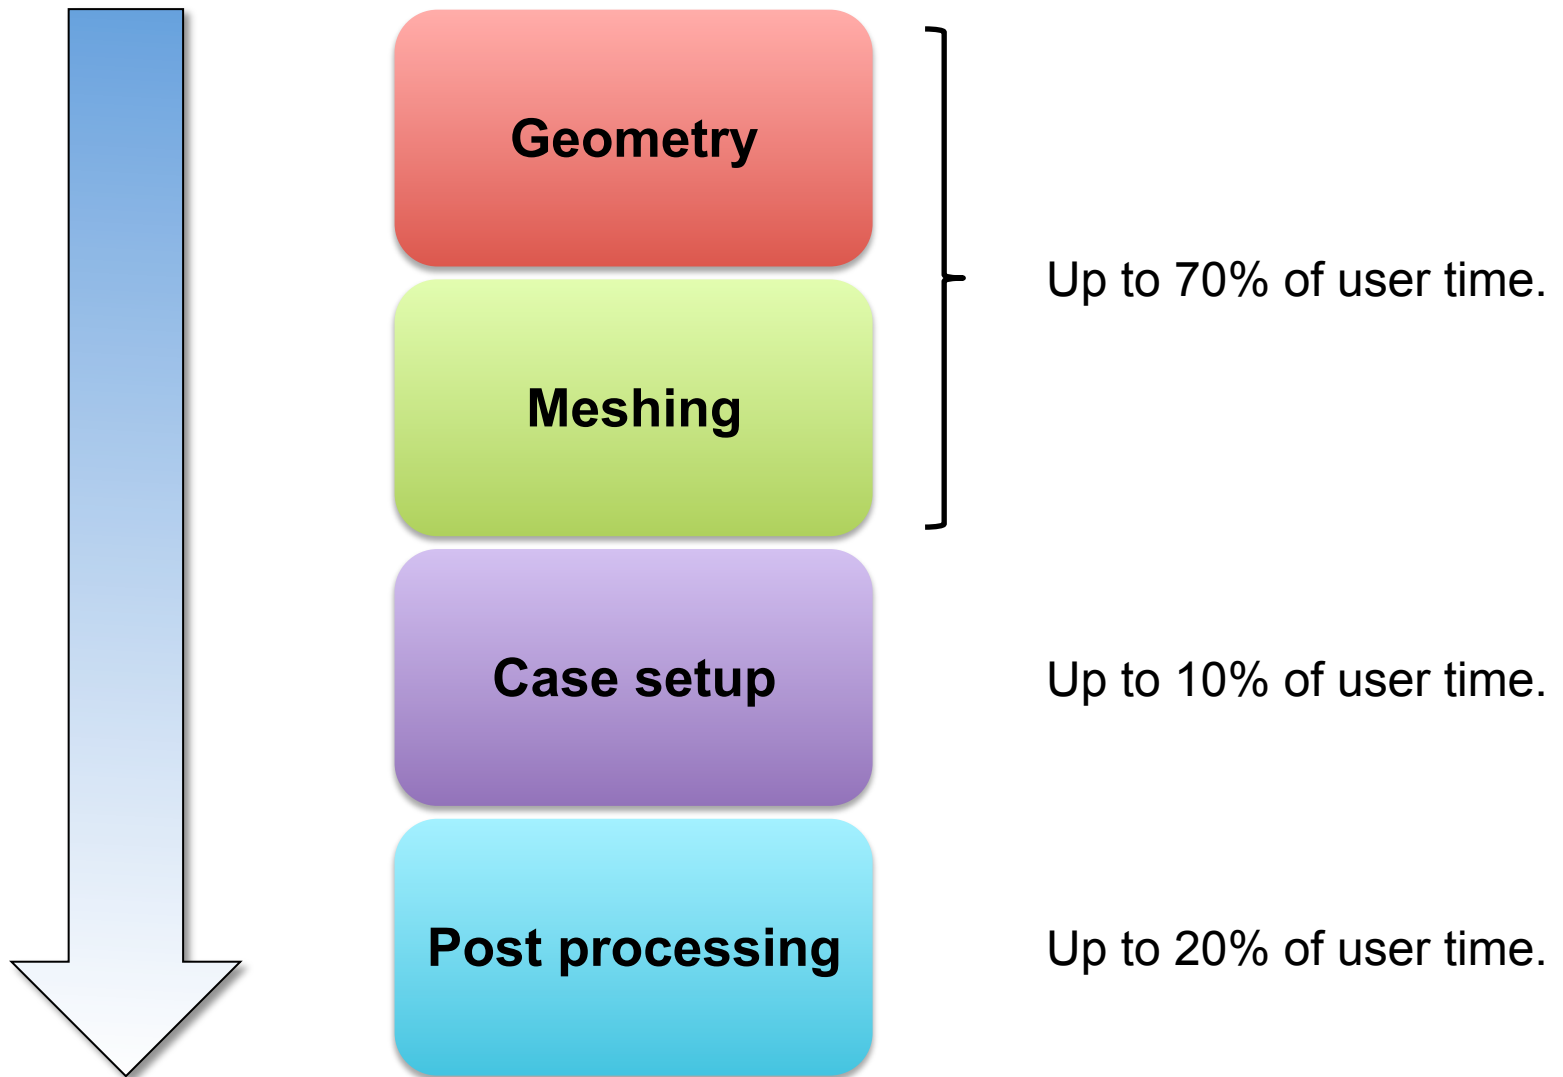 Geometry
Up to 70% of user time.
Meshing
Case setup
Up to 10% of user time.
Post processing
Up to 20% of user time.